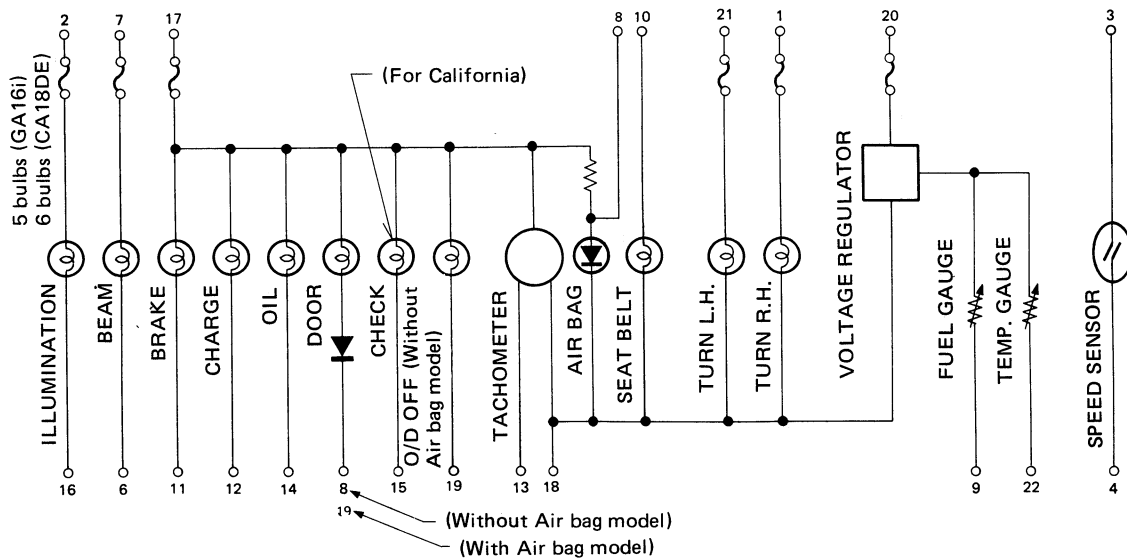 2 7 17 8 10 21 1 20 3
5 bulbs (GA16i)
6 bulbs (CA18DE)
(For California)
ILLUMINATION
BEAM
BRAKE
CHARGE
OIL
DOOR
CHECK
O/D OFF (Without
Air bag model)
TACHOMETER
AIR BAG
SEAT BELT
TURN L.H.
TURN R.H.
VOLTAGE REGULATOR
FUEL GAUGE
TEMP. GAUGE
SPEED SENSOR
16 6 11 12 14 8 15 19 13 18 9 22 4
19
(Without Air bag model)
(With Air bag model)